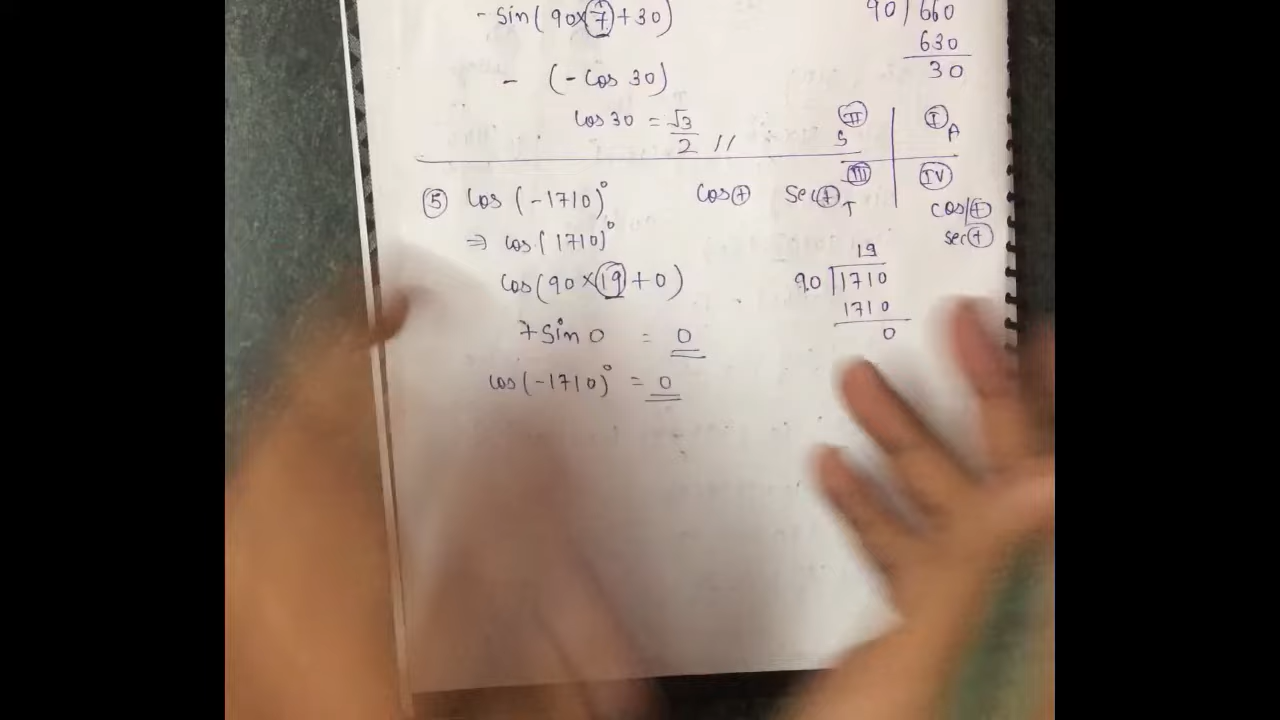 - sin(90×7+30)
90) 660
630
30
- (-cos 30)
cos 30 = √3/2 //
II I
S A
III IV
T cos(+)
sec(+)
5 cos(-1710)° cos(+) sec(+)
⇒ cos(1710)°
cos(90×19+0)
19
90) 1710
1710
0
+ sin 0° = 0
cos(-1710)° = 0